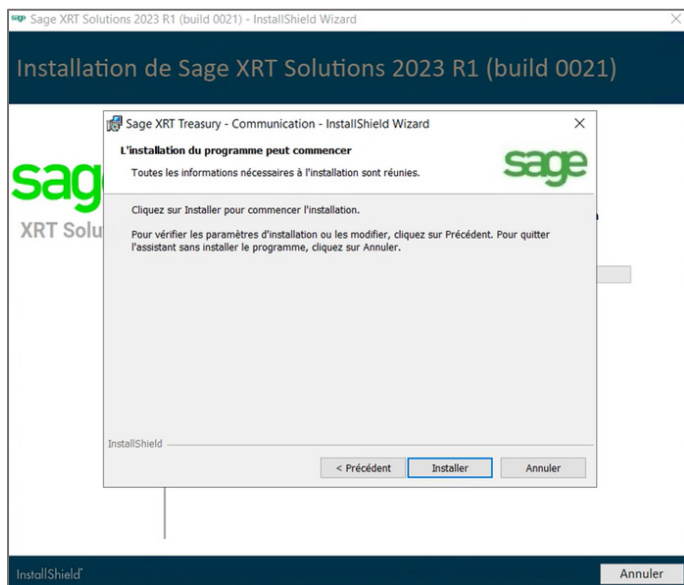 sage Sage XRT Solutions 2023 R1 (build 0021) - InstallShield Wizard
Installation de Sage XRT Solutions 2023 R1 (build 0021)
Sage XRT Treasury - Communication - InstallShield Wizard
L'installation du programme peut commencer
Toutes les informations nécessaires à l'installation sont réunies.
sage
sag
XRT Solu
Cliquez sur Installer pour commencer l'installation.
Pour vérifier les paramètres d'installation ou les modifier, cliquez sur Précédent. Pour quitter
l'assistant sans installer le programme, cliquez sur Annuler.
InstallShield
< Précédent Installer Annuler
InstallShield Annuler